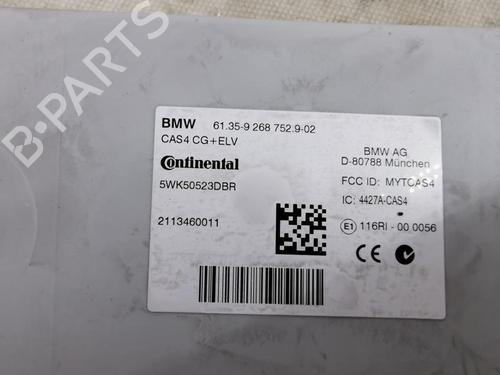 BMW 61.35-9 268 752.9-02
CAS4 CG+ELV
BMW AG
D-80788 München
Continental
5WK50523DBR
FCC ID: MYTCAS4
IC: 4427A-CAS4
2113460011
E1 116RI - 00 0056
CE
B-PARTS